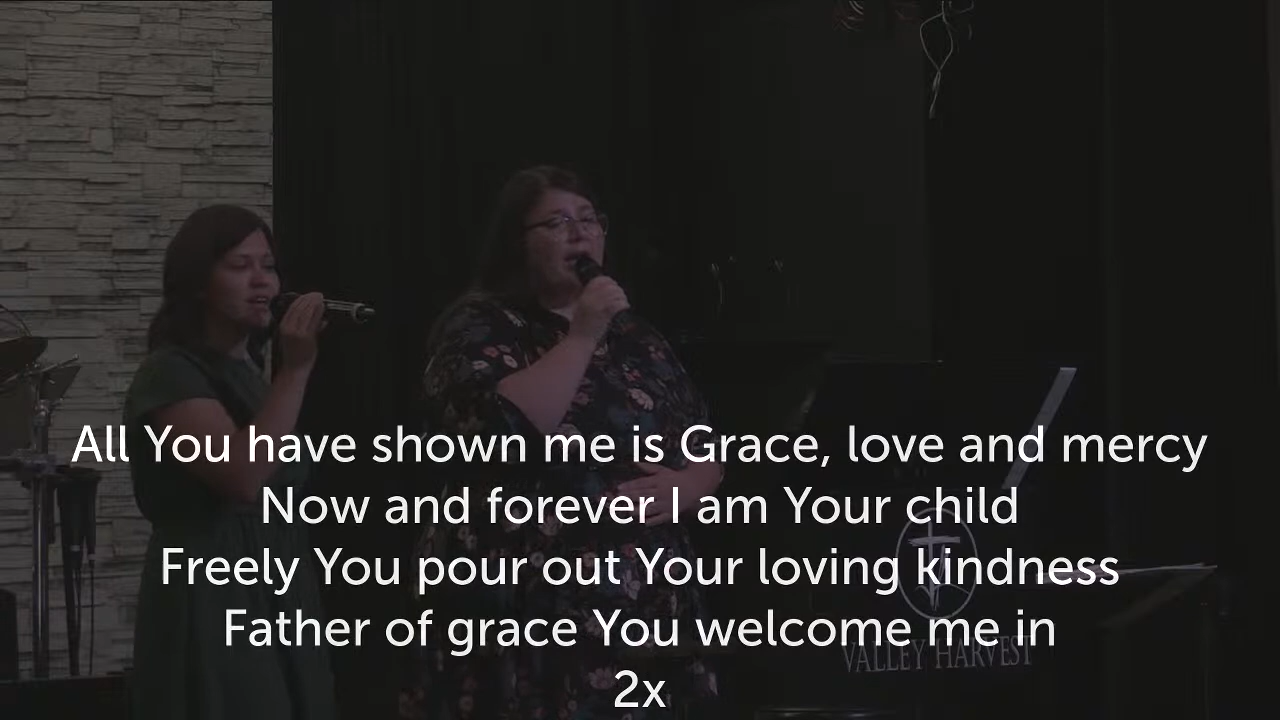 All You have shown me is Grace, love and mercy
Now and forever I am Your child
Freely You pour out Your loving kindness
Father of grace You welcome me in
VALLEY HARVEST
2x